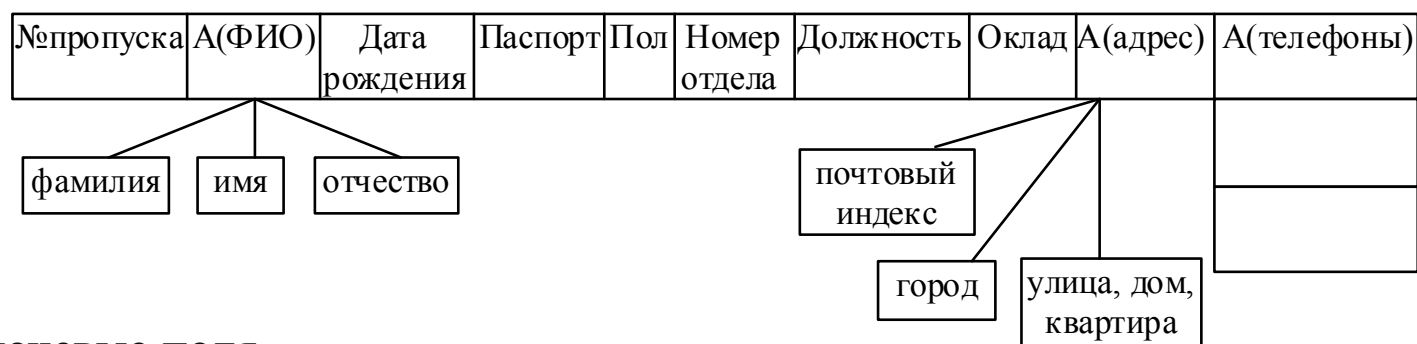 №пропуска А(ФИО) Дата рождения Паспорт Пол Номер отдела Должность Оклад А(адрес) А(телефоны)
фамилия имя отчество
почтовый
индекс
город
улица, дом,
квартира